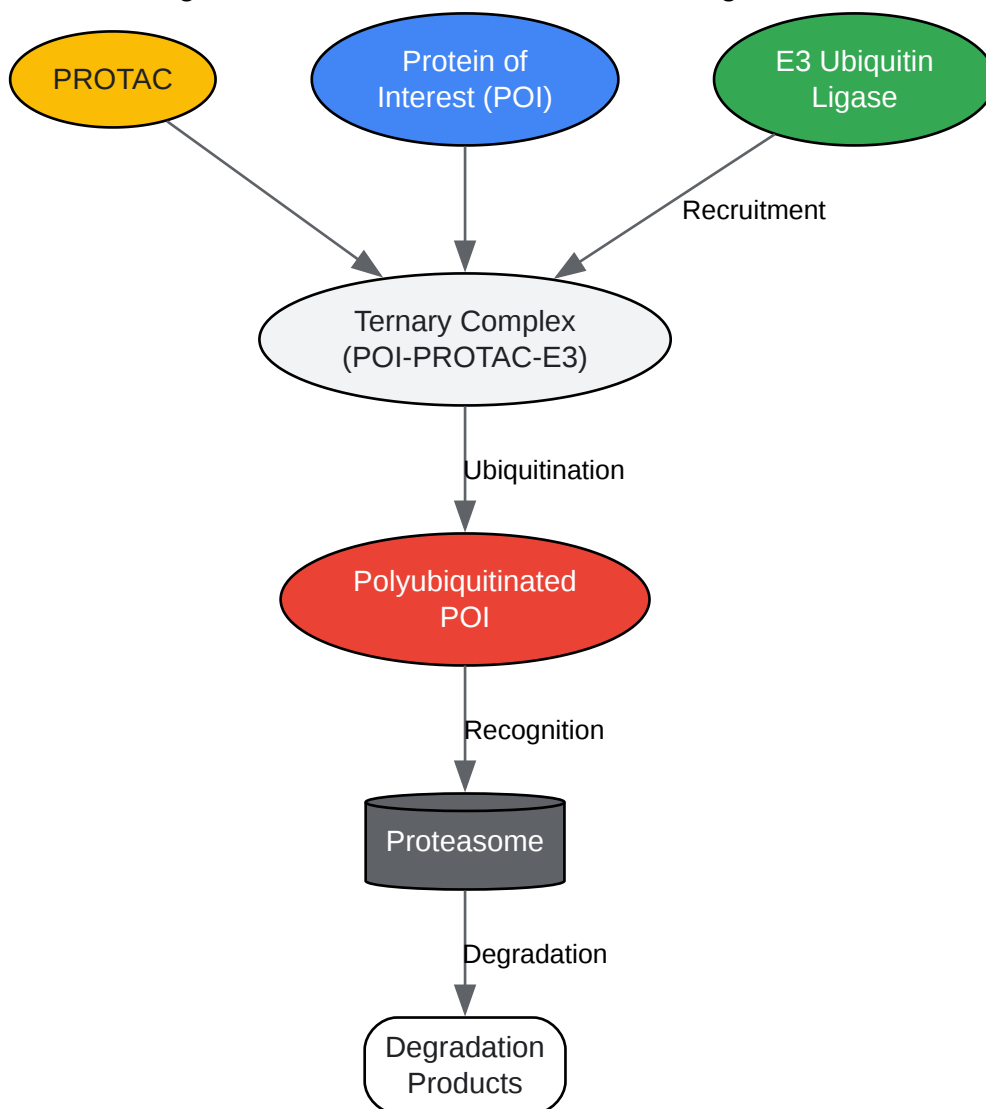 PROTAC
Protein of
Interest (POI)
E3 Ubiquitin
Ligase
Recruitment
Ternary Complex
(POI-PROTAC-E3)
Ubiquitination
Polyubiquitinated
POI
Recognition
Proteasome
Degradation
Degradation
Products